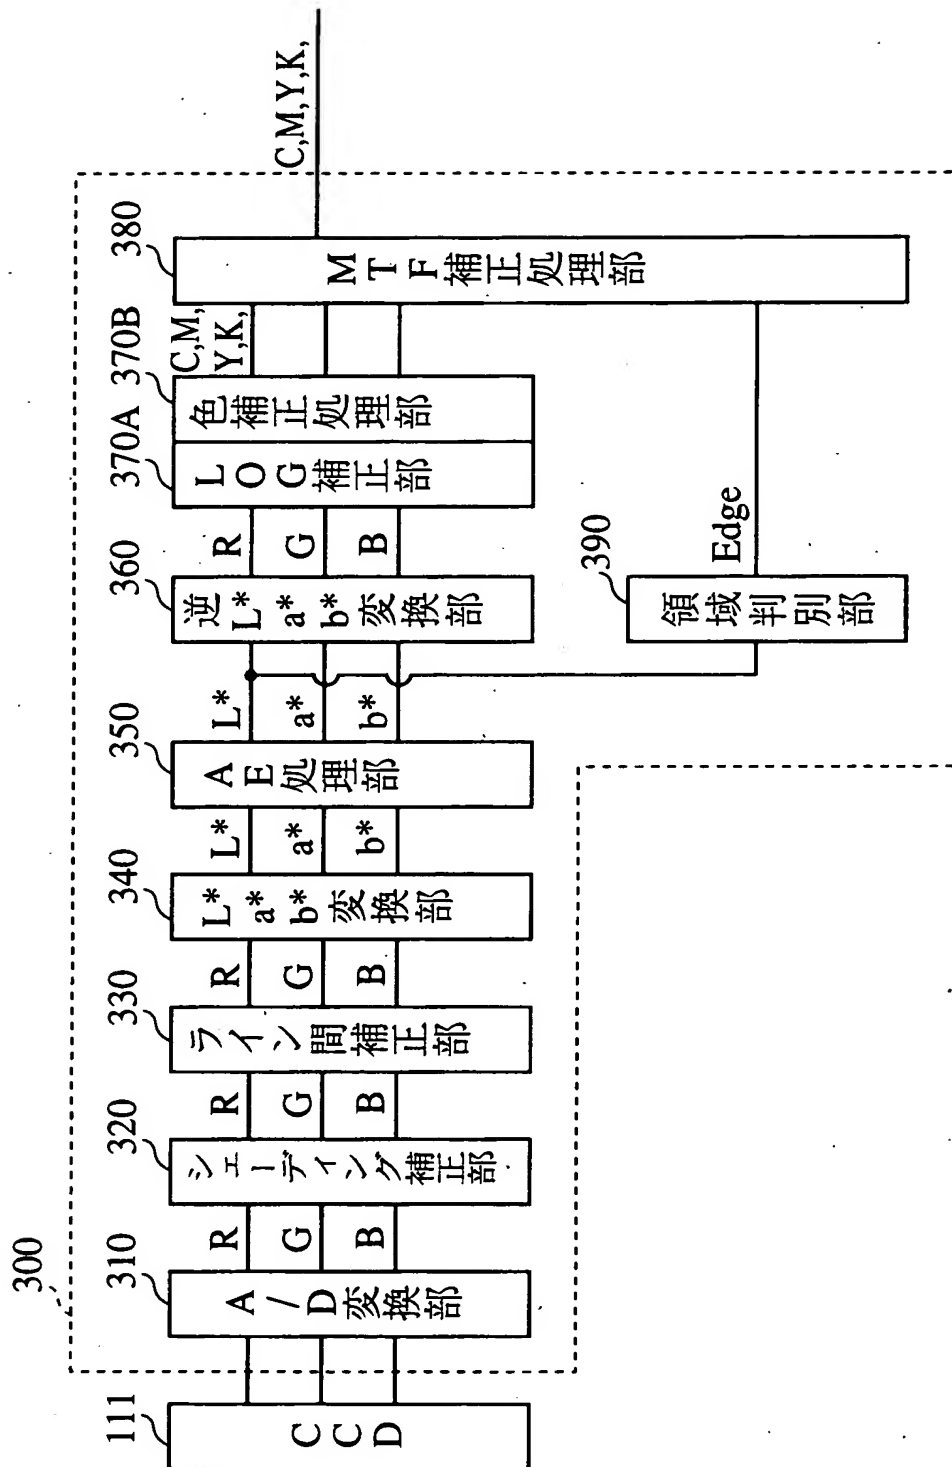 300
111
CCD
310
A/D変換部
R
G
B
320
シェーディング補正部
R
G
B
330
ライン間補正部
R
G
B
340
L*a*b*変換部
L*
a*
b*
350
AE処理部
L*
a*
b*
360
逆L*a*b*変換部
R
G
B
370A
LOG補正部
370B
色補正処理部
C,M,
Y,K,
380
MTF補正処理部
C,M,Y,K,
390
領域判別部
Edge